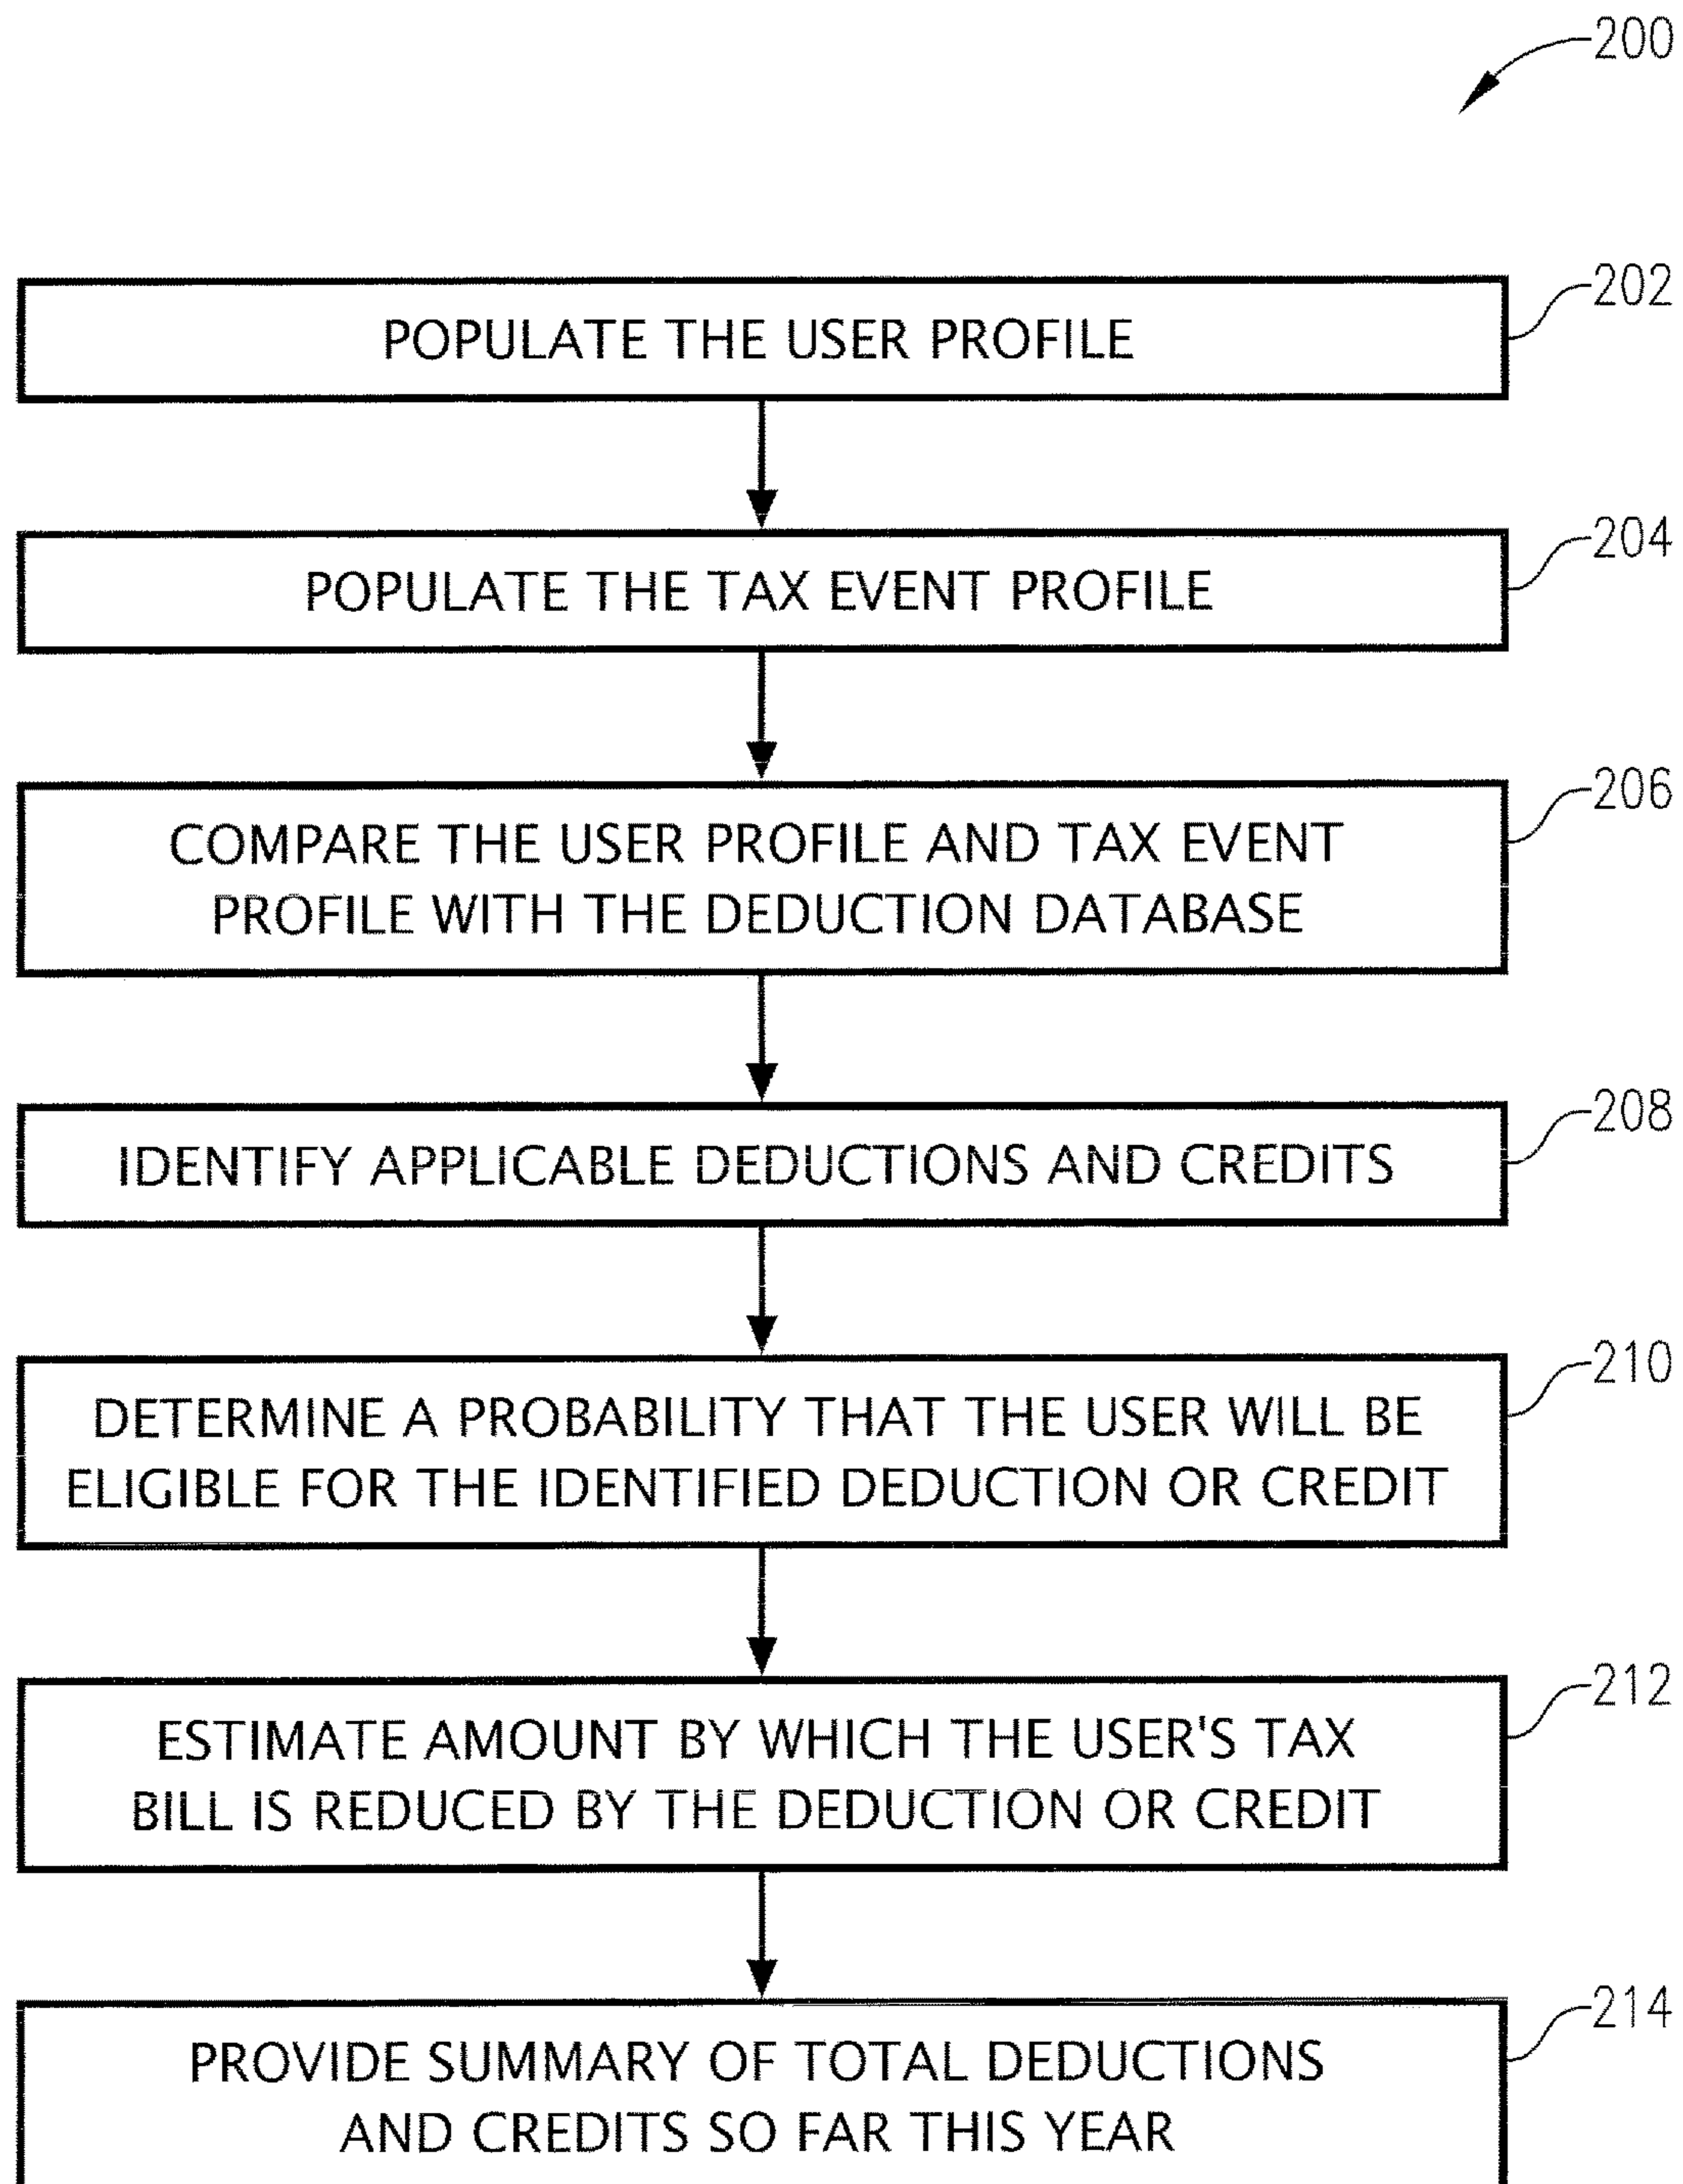 200
202
POPULATE THE USER PROFILE
204
POPULATE THE TAX EVENT PROFILE
206
COMPARE THE USER PROFILE AND TAX EVENT
PROFILE WITH THE DEDUCTION DATABASE
208
IDENTIFY APPLICABLE DEDUCTIONS AND CREDITS
210
DETERMINE A PROBABILITY THAT THE USER WILL BE
ELIGIBLE FOR THE IDENTIFIED DEDUCTION OR CREDIT
212
ESTIMATE AMOUNT BY WHICH THE USER'S TAX
BILL IS REDUCED BY THE DEDUCTION OR CREDIT
214
PROVIDE SUMMARY OF TOTAL DEDUCTIONS
AND CREDITS SO FAR THIS YEAR